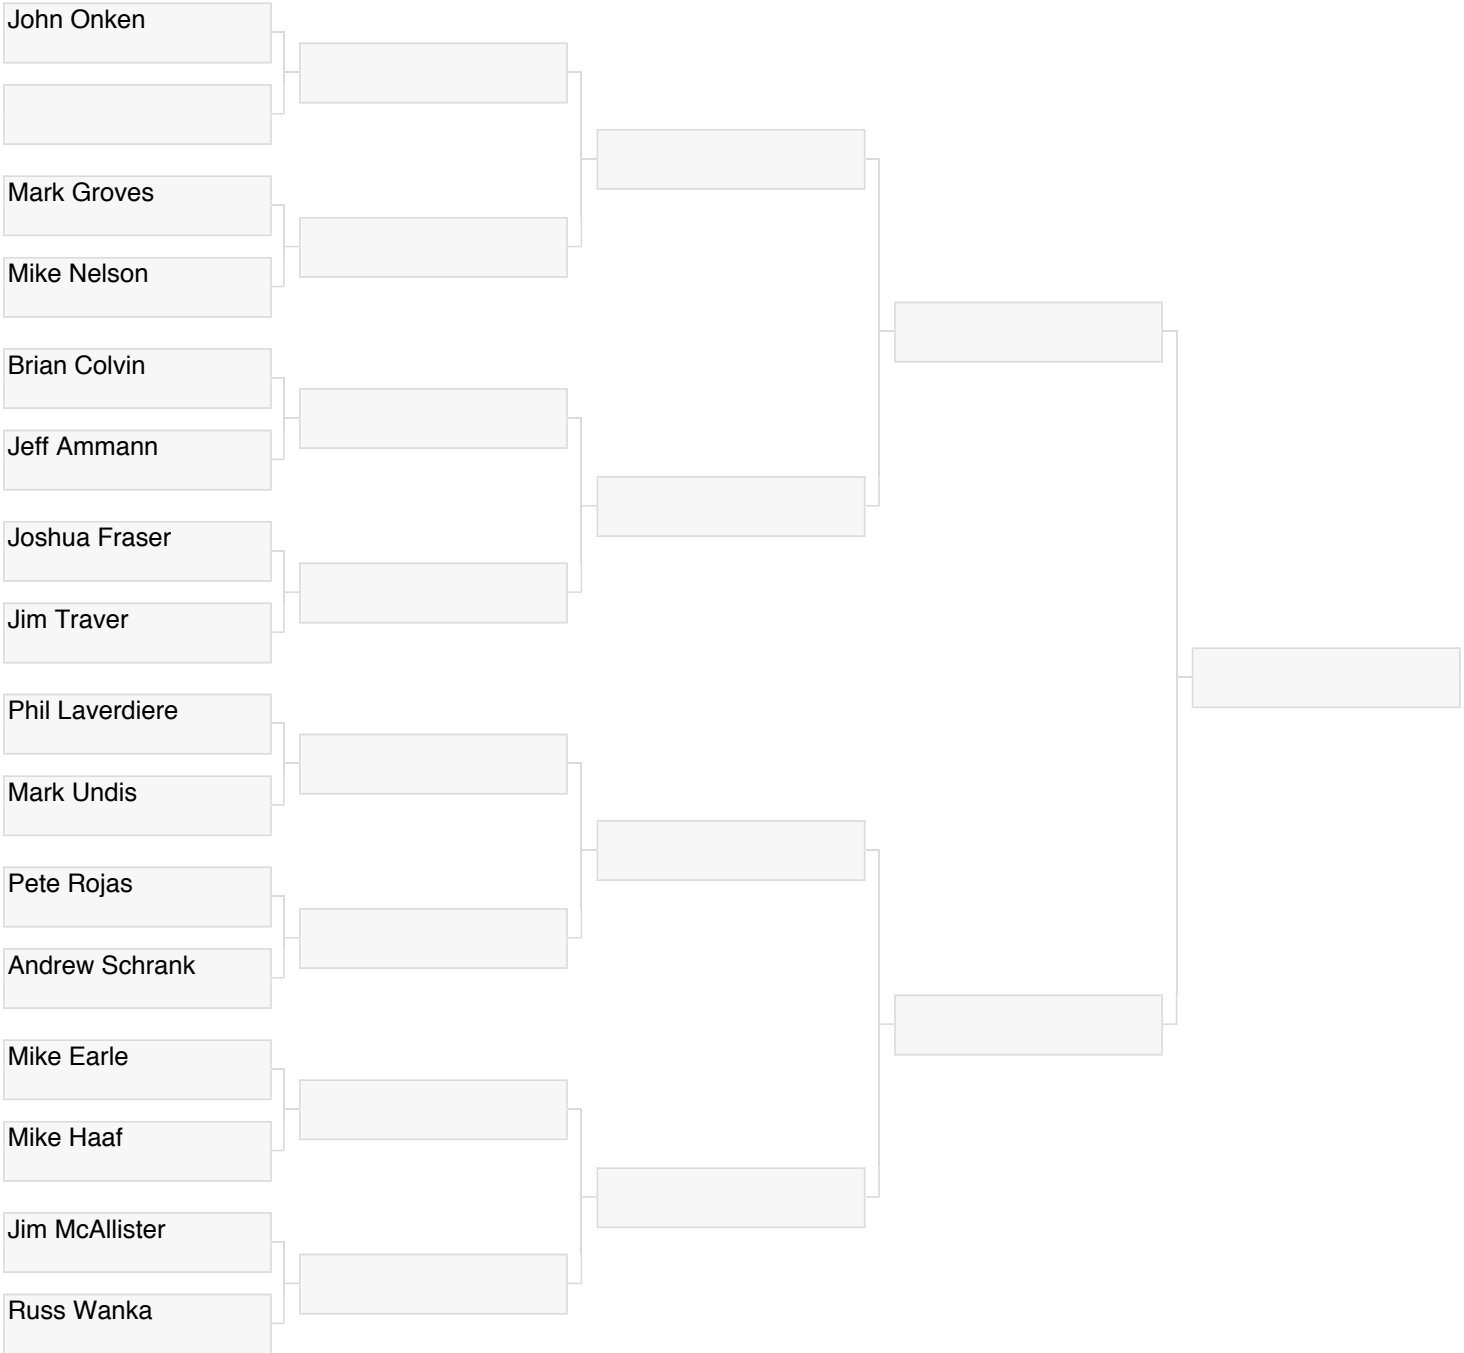 John Onken
Mark Groves
Mike Nelson
Brian Colvin
Jeff Ammann
Joshua Fraser
Jim Traver
Phil Laverdiere
Mark Undis
Pete Rojas
Andrew Schrank
Mike Earle
Mike Haaf
Jim McAllister
Russ Wanka